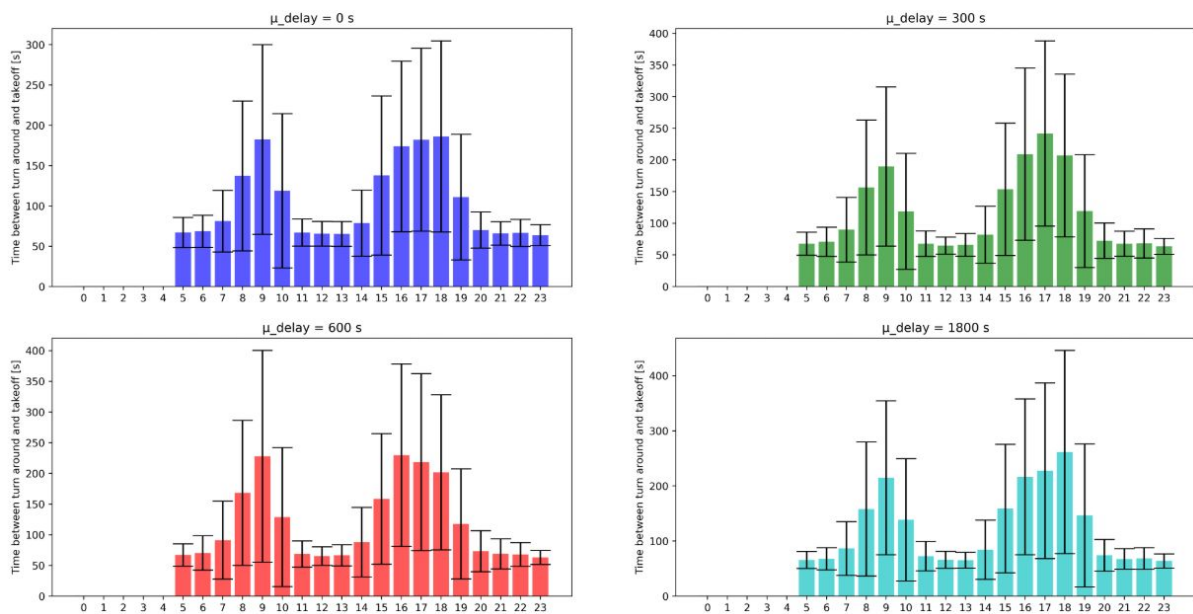 μ_delay = 0 s
Time between turn around and takeoff [s]
300
250
200
150
100
50
0
0 1 2 3 4 5 6 7 8 9 10 11 12 13 14 15 16 17 18 19 20 21 22 23
μ_delay = 300 s
Time between turn around and takeoff [s]
400
350
300
250
200
150
100
50
0
0 1 2 3 4 5 6 7 8 9 10 11 12 13 14 15 16 17 18 19 20 21 22 23
μ_delay = 600 s
Time between turn around and takeoff [s]
400
350
300
250
200
150
100
50
0
0 1 2 3 4 5 6 7 8 9 10 11 12 13 14 15 16 17 18 19 20 21 22 23
μ_delay = 1800 s
Time between turn around and takeoff [s]
400
300
200
100
0
0 1 2 3 4 5 6 7 8 9 10 11 12 13 14 15 16 17 18 19 20 21 22 23